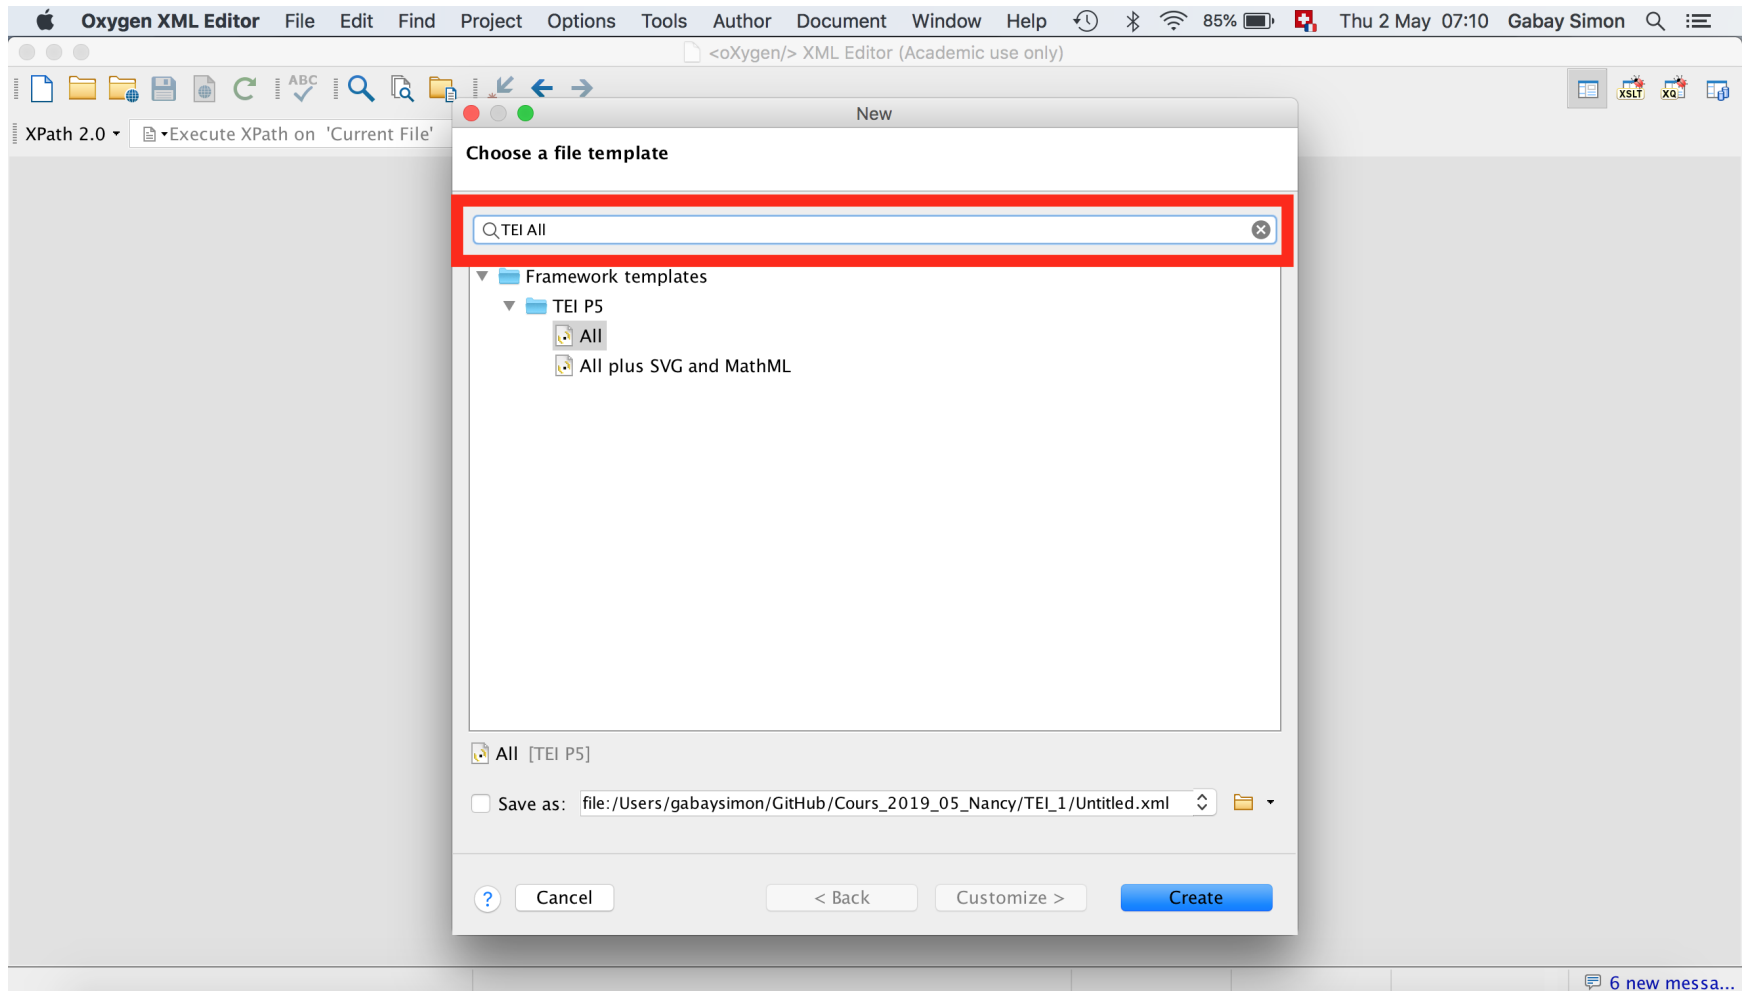 Oxygen XML Editor File Edit Find Project Options Tools Author Document Window Help 85% Thu 2 May 07:10 Gabay Simon
<oXygen/> XML Editor (Academic use only)
ABC
XSLT XQ
New
XPath 2.0 Execute XPath on 'Current File'
Choose a file template
TEI All
Framework templates
TEI P5
All
All plus SVG and MathML
All [TEI P5]
Save as: file:/Users/gabaysimon/GitHub/Cours_2019_05_Nancy/TEI_1/Untitled.xml
? Cancel < Back Customize > Create
6 new messa...